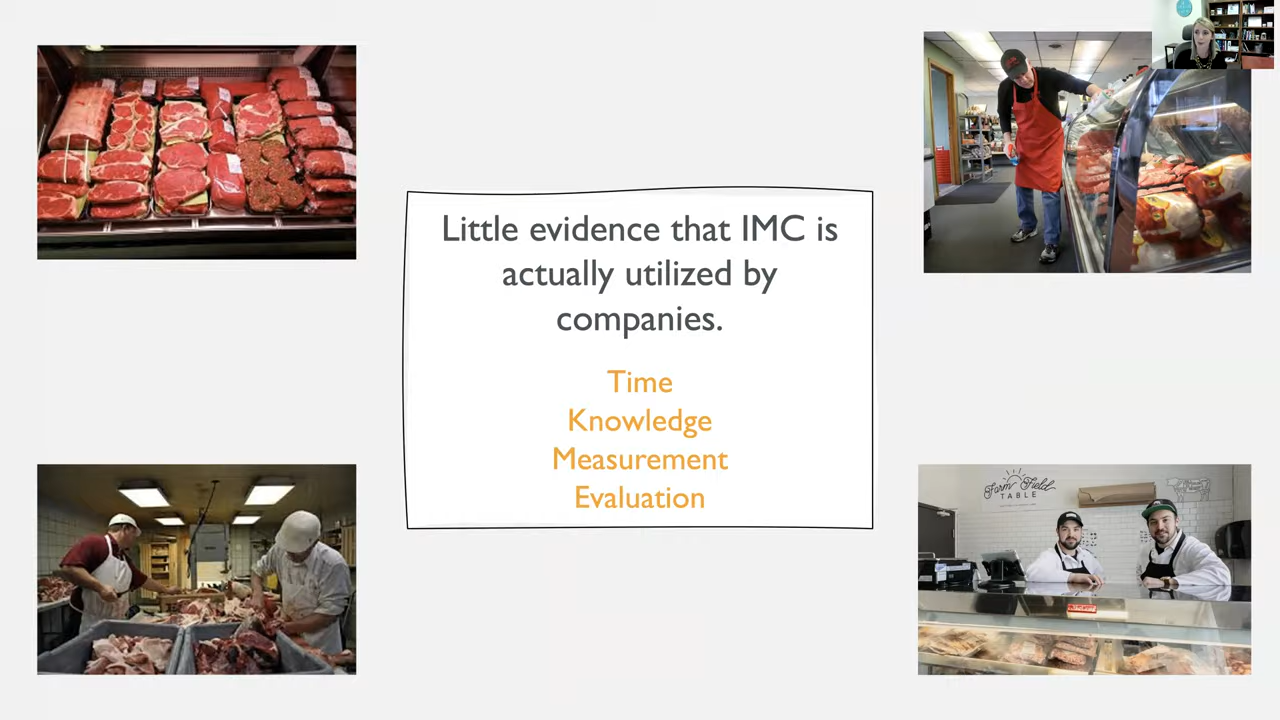 Little evidence that IMC is
actually utilized by
companies.
Time
Knowledge
Measurement
Evaluation
Farm Field
TABLE